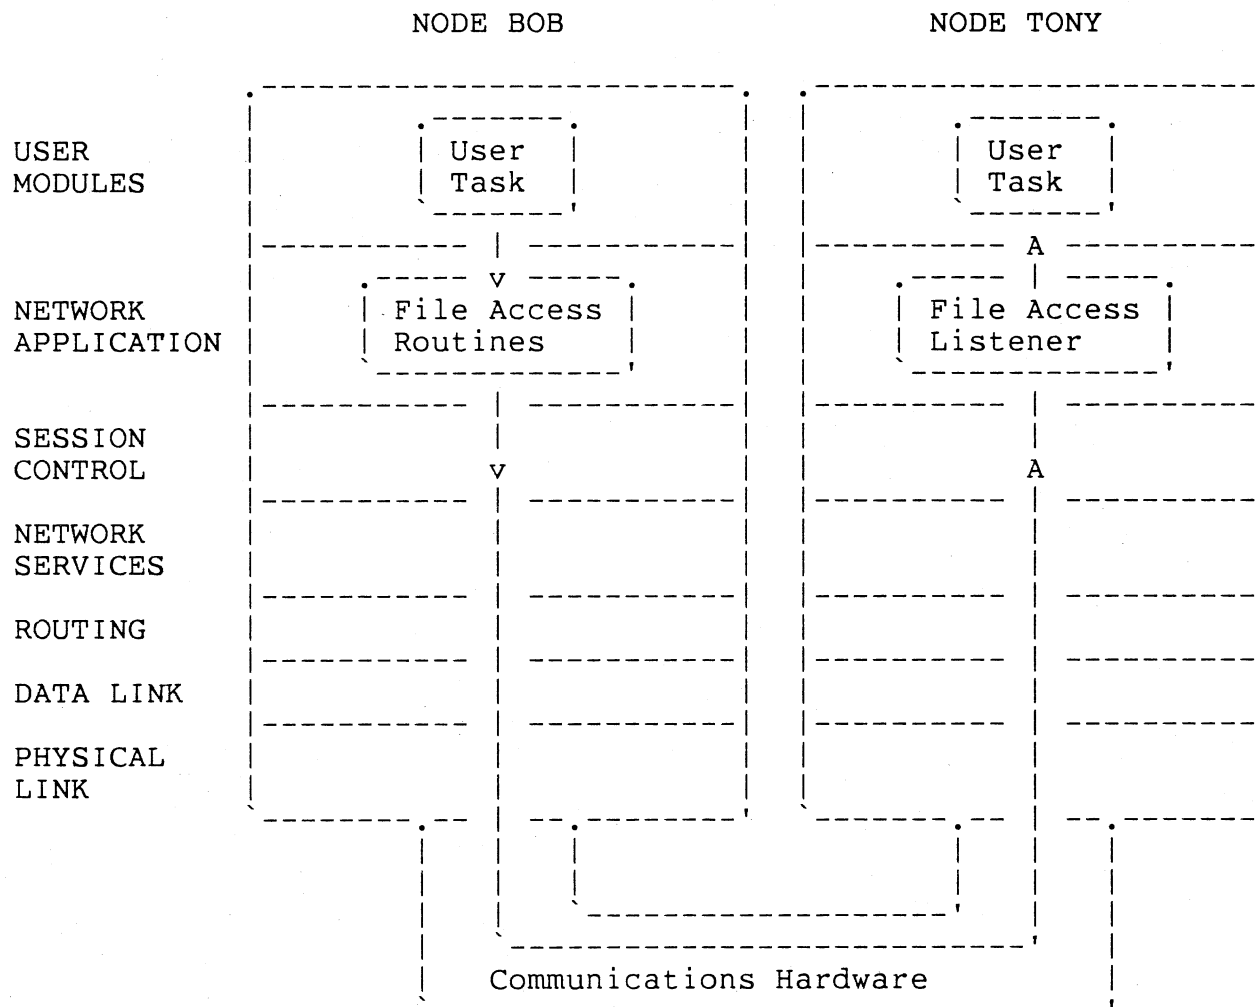 NODE BOB NODE TONY
USER
MODULES
User
Task
User
Task
NETWORK
APPLICATION
File Access
Routines
File Access
Listener
SESSION
CONTROL
NETWORK
SERVICES
ROUTING
DATA LINK
PHYSICAL
LINK
Communications Hardware